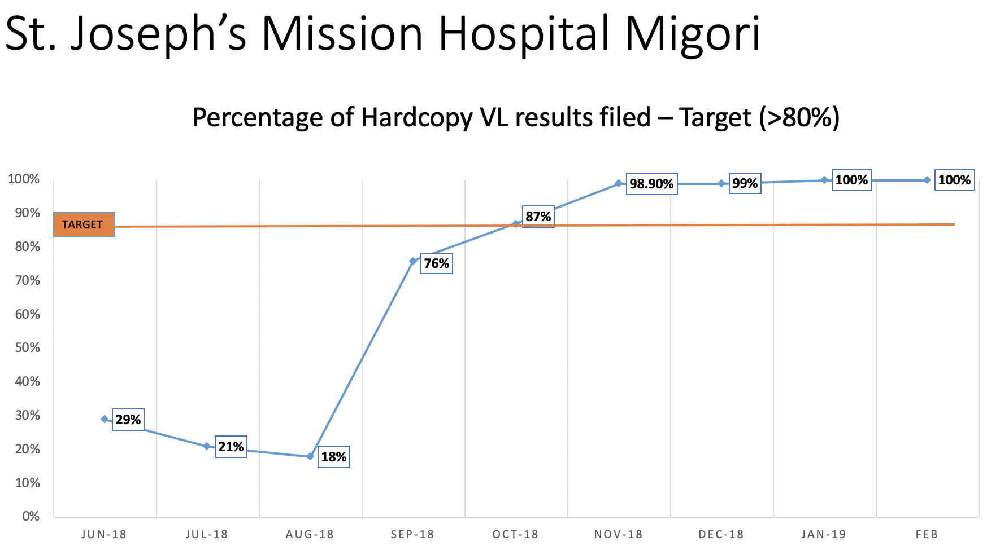 St. Joseph’s Mission Hospital Migori
Percentage of Hardcopy VL results filed – Target (>80%)
100%
90%
80%
70%
60%
50%
40%
30%
20%
10%
0%
TARGET
29%
21%
18%
76%
87%
98.90%
99%
100%
100%
JUN-18
JUL-18
AUG-18
SEP-18
OCT-18
NOV-18
DEC-18
JAN-19
FEB